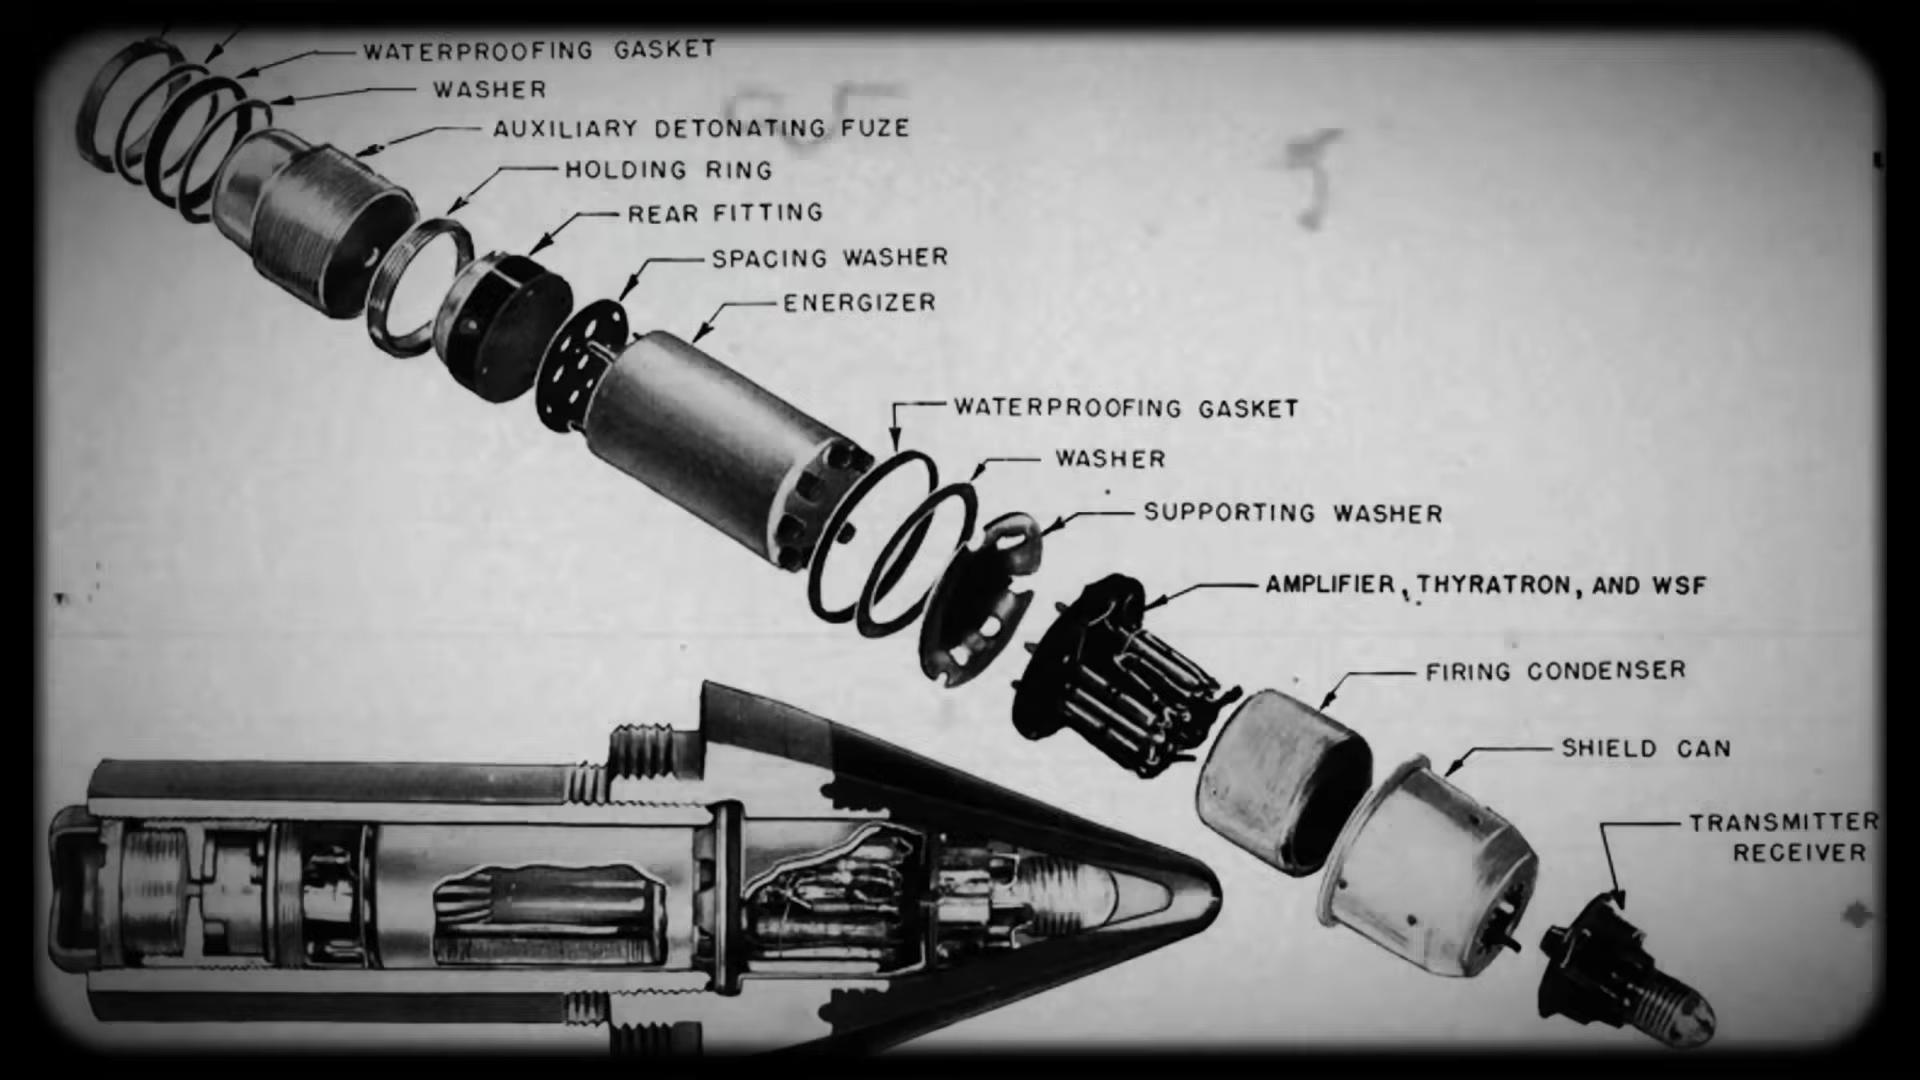 WATERPROOFING GASKET
WASHER
AUXILIARY DETONATING FUZE
HOLDING RING
REAR FITTING
SPACING WASHER
ENERGIZER
WATERPROOFING GASKET
WASHER
SUPPORTING WASHER
AMPLIFIER, THYRATRON, AND WSF
FIRING CONDENSER
SHIELD CAN
TRANSMITTER
RECEIVER